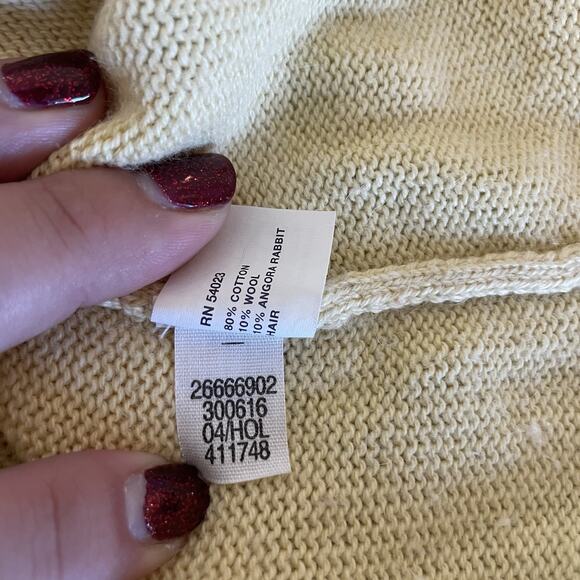 RN 54023
80% COTTON
10% WOOL
10% ANGORA RABBIT
HAIR
26666902
300616
04/HOL
411748